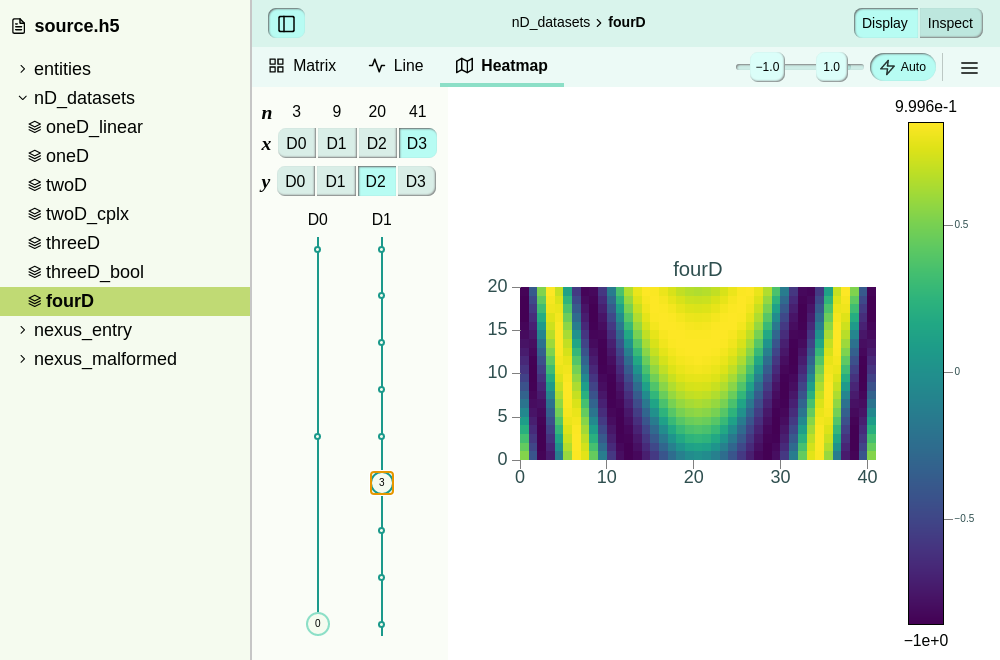 source.h5
entities
nD_datasets
oneD_linear
oneD
twoD
twoD_cplx
threeD
threeD_bool
fourD
nexus_entry
nexus_malformed
nD_datasets > fourD
Display Inspect
Matrix Line Heatmap
−1.0 1.0 Auto
n 3 9 20 41
x D0 D1 D2 D3
y D0 D1 D2 D3
D0 D1
3
0
fourD
20
15
10
5
0
0 10 20 30 40
9.996e-1
0.5
0
−0.5
−1e+0